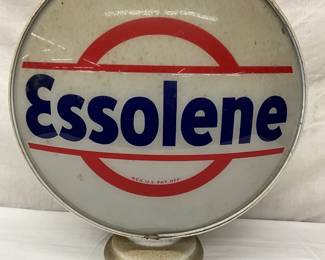 Essolene
REG. U.S. PAT. OFF.